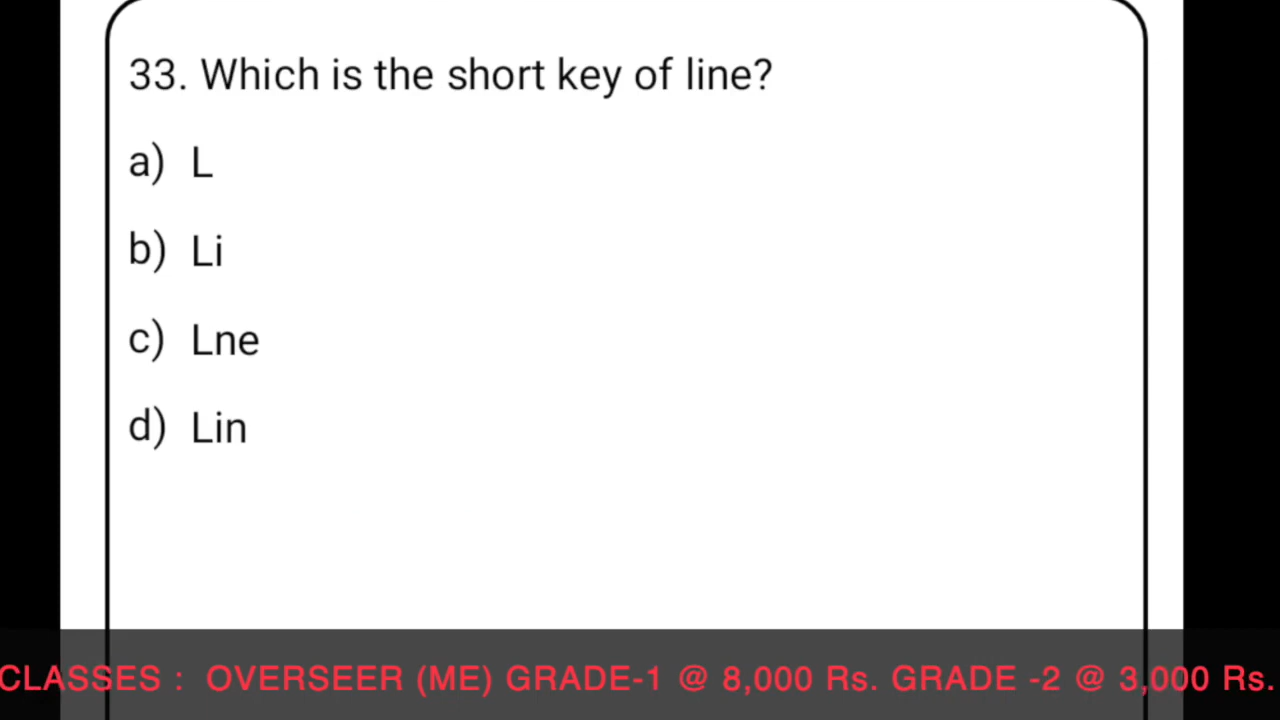 33. Which is the short key of line?
a) L
b) Li
c) Lne
d) Lin
CLASSES : OVERSEER (ME) GRADE-1 @ 8,000 Rs. GRADE -2 @ 3,000 Rs.